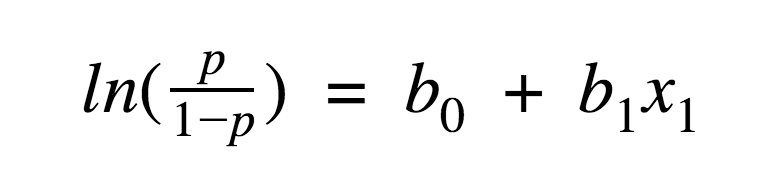 ln(p/1−p) = b₀ + b₁x₁